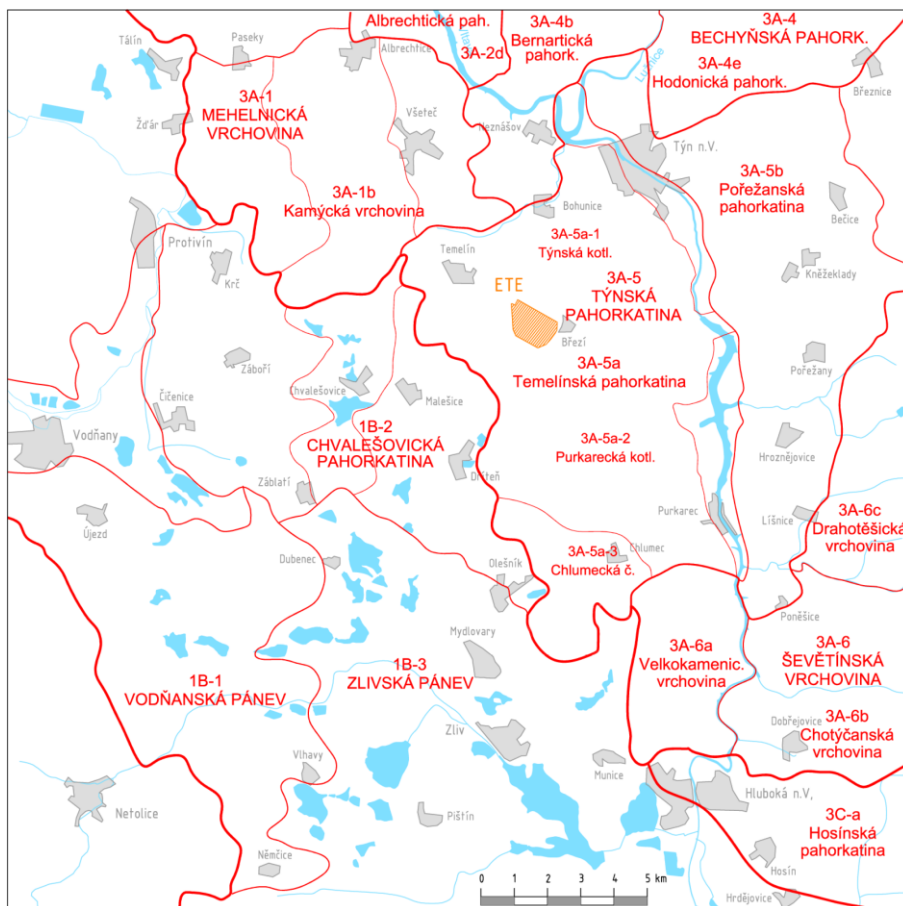 Albrechtická pah.
3A-4b
Bernartická
pahork.
3A-2d
3A-4
BECHYŇSKÁ PAHORK.
3A-4e
Hodonická pahork.
Lužnice
Tálín
Paseky
Albrechtice
Březnice
3A-1
MEHELNICKÁ
VRCHOVINA
Žďár
Všeteč
Neznášov
Týn n.V.
3A-5b
Pořežanská
pahorkatina
3A-1b
Kamýcká vrchovina
Bohunice
Bečice
Protivín
Temelín
3A-5a-1
Týnská kotl.
Krč
ETE
3A-5
TÝNSKÁ
PAHORKATINA
Kněžeklady
Březí
Záboří
Chvalešovice
3A-5a
Temelínská pahorkatina
Pořežany
Čičenice
Malešice
1B-2
CHVALEŠOVICKÁ
PAHORKATINA
Vodňany
3A-5a-2
Purkarecká kotl.
Hroznějovice
Dříteň
Záblatí
Purkarec
Líšnice
3A-6c
Drahotěšická
vrchovina
Újezd
Dubenec
Olešník
3A-5a-3
Chlumecká č.
Chlumec
Poněšice
Mydlovary
3A-6a
Velkokamenic.
vrchovina
3A-6
ŠEVĚTÍNSKÁ
VRCHOVINA
1B-1
VODŇANSKÁ PÁNEV
1B-3
ZLIVSKÁ PÁNEV
3A-6b
Chotýčanská
vrchovina
Dobřejovice
Zliv
Vlhavy
Munice
Hluboká n.V,
Netolice
Pištín
3C-a
Hosínská
pahorkatina
Němčice
Hosín
Hrdějovice
0 1 2 3 4 5 km